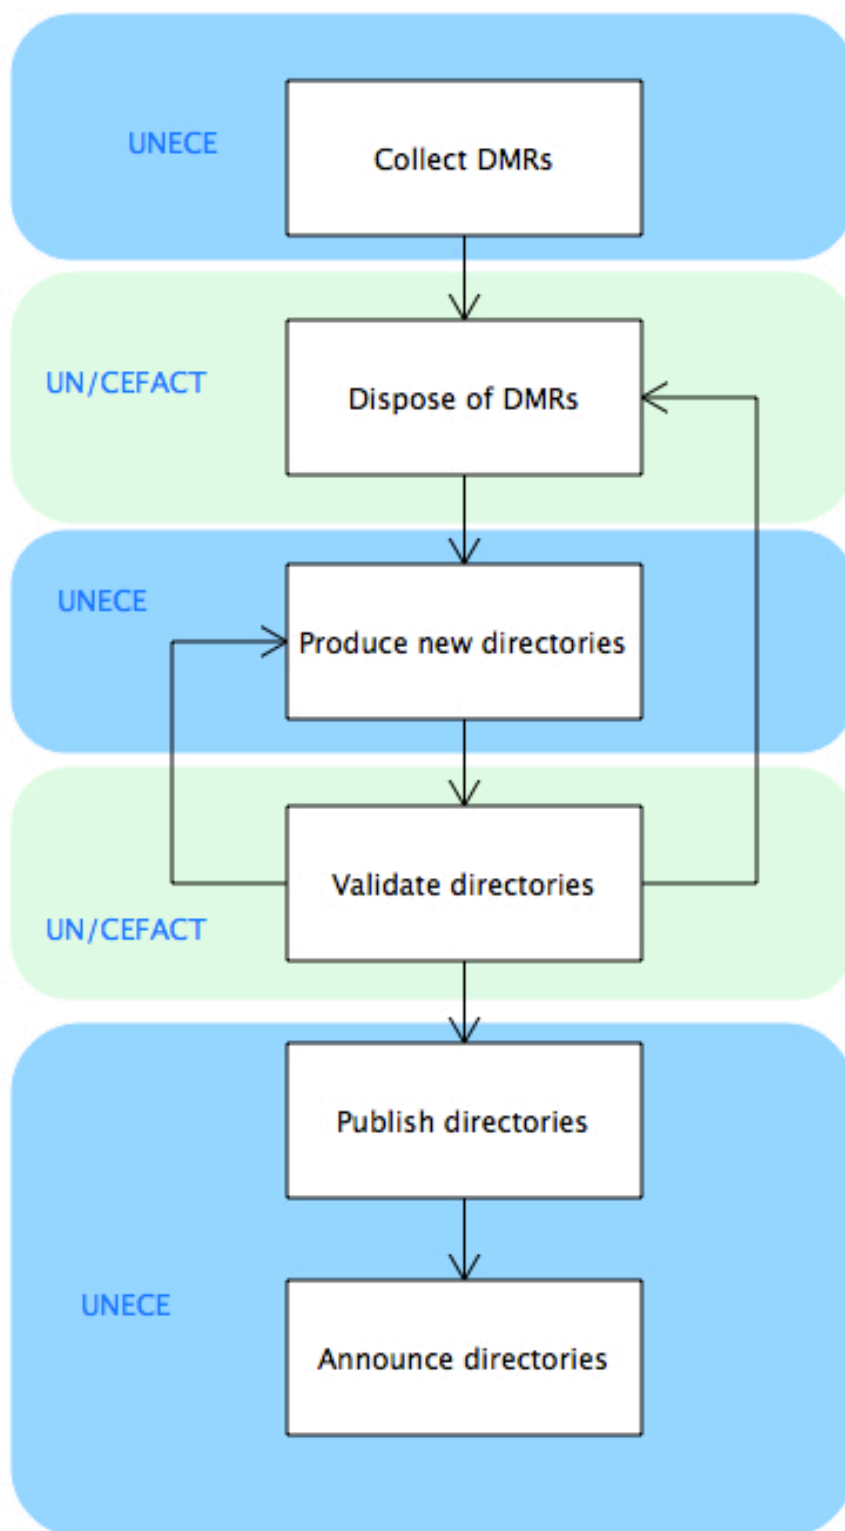 UNECE
Collect DMRs
UN/CEFACT
Dispose of DMRs
UNECE
Produce new directories
Validate directories
UN/CEFACT
Publish directories
UNECE
Announce directories